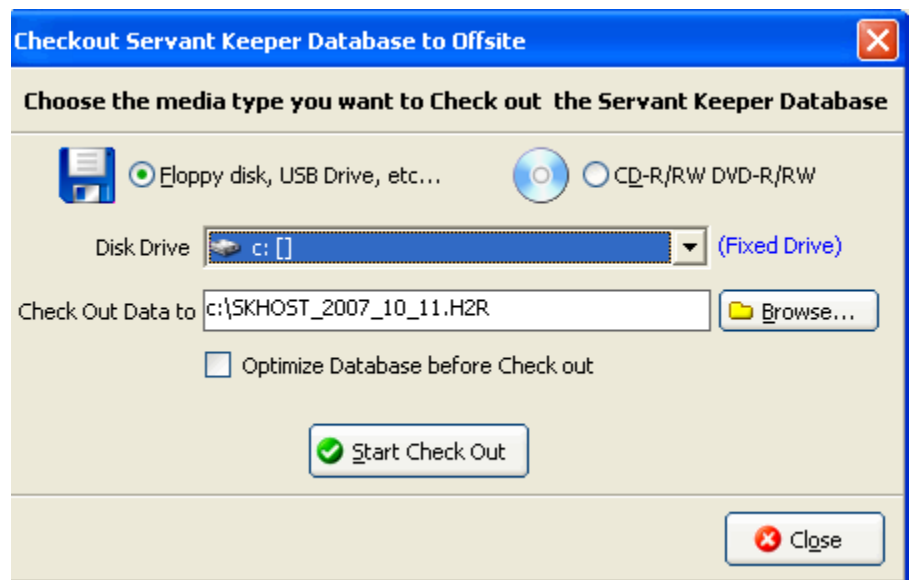 Checkout Servant Keeper Database to Offsite
Choose the media type you want to Check out the Servant Keeper Database
Floppy disk, USB Drive, etc... CD-R/RW DVD-R/RW
Disk Drive c: [] (Fixed Drive)
Check Out Data to c:\SKHOST_2007_10_11.H2R Browse...
Optimize Database before Check out
Start Check Out
Close